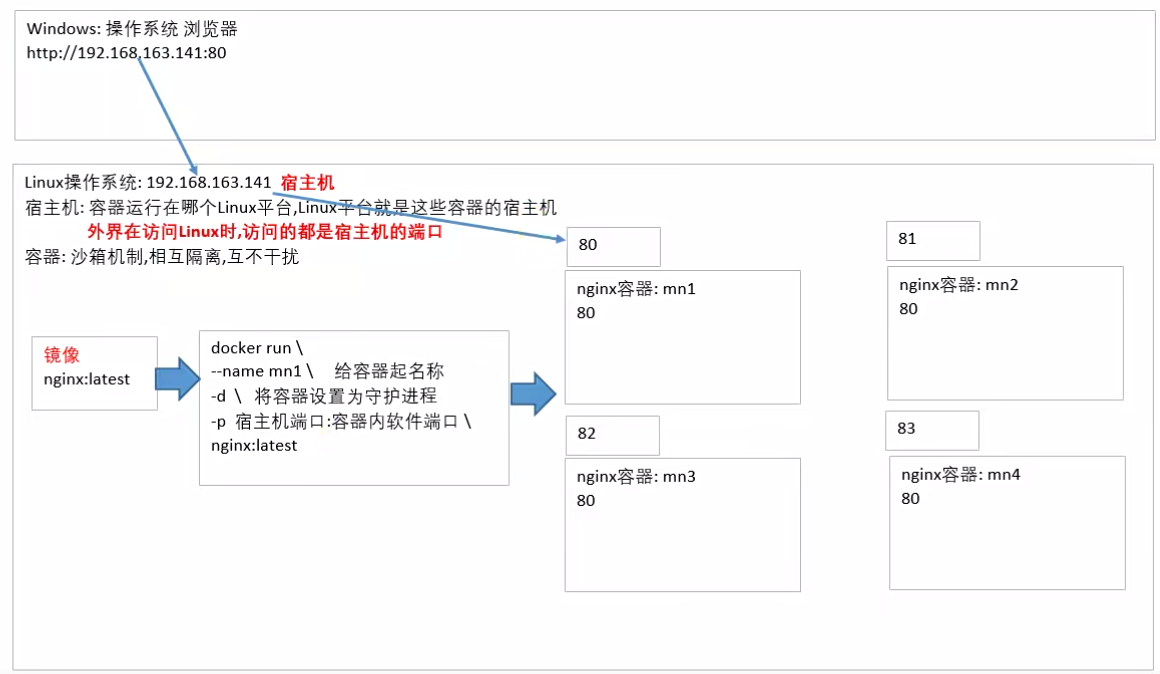 Windows: 操作系统 浏览器
http://192.168.163.141:80
Linux操作系统: 192.168.163.141 宿主机
宿主机: 容器运行在哪个Linux平台,Linux平台就是这些容器的宿主机
外界在访问Linux时,访问的都是宿主机的端口
容器: 沙箱机制,相互隔离,互不干扰
镜像
nginx:latest
docker run \
--name mn1 \ 给容器起名称
-d \ 将容器设置为守护进程
-p 宿主机端口:容器内软件端口 \
nginx:latest
80
nginx容器: mn1
80
81
nginx容器: mn2
80
82
nginx容器: mn3
80
83
nginx容器: mn4
80